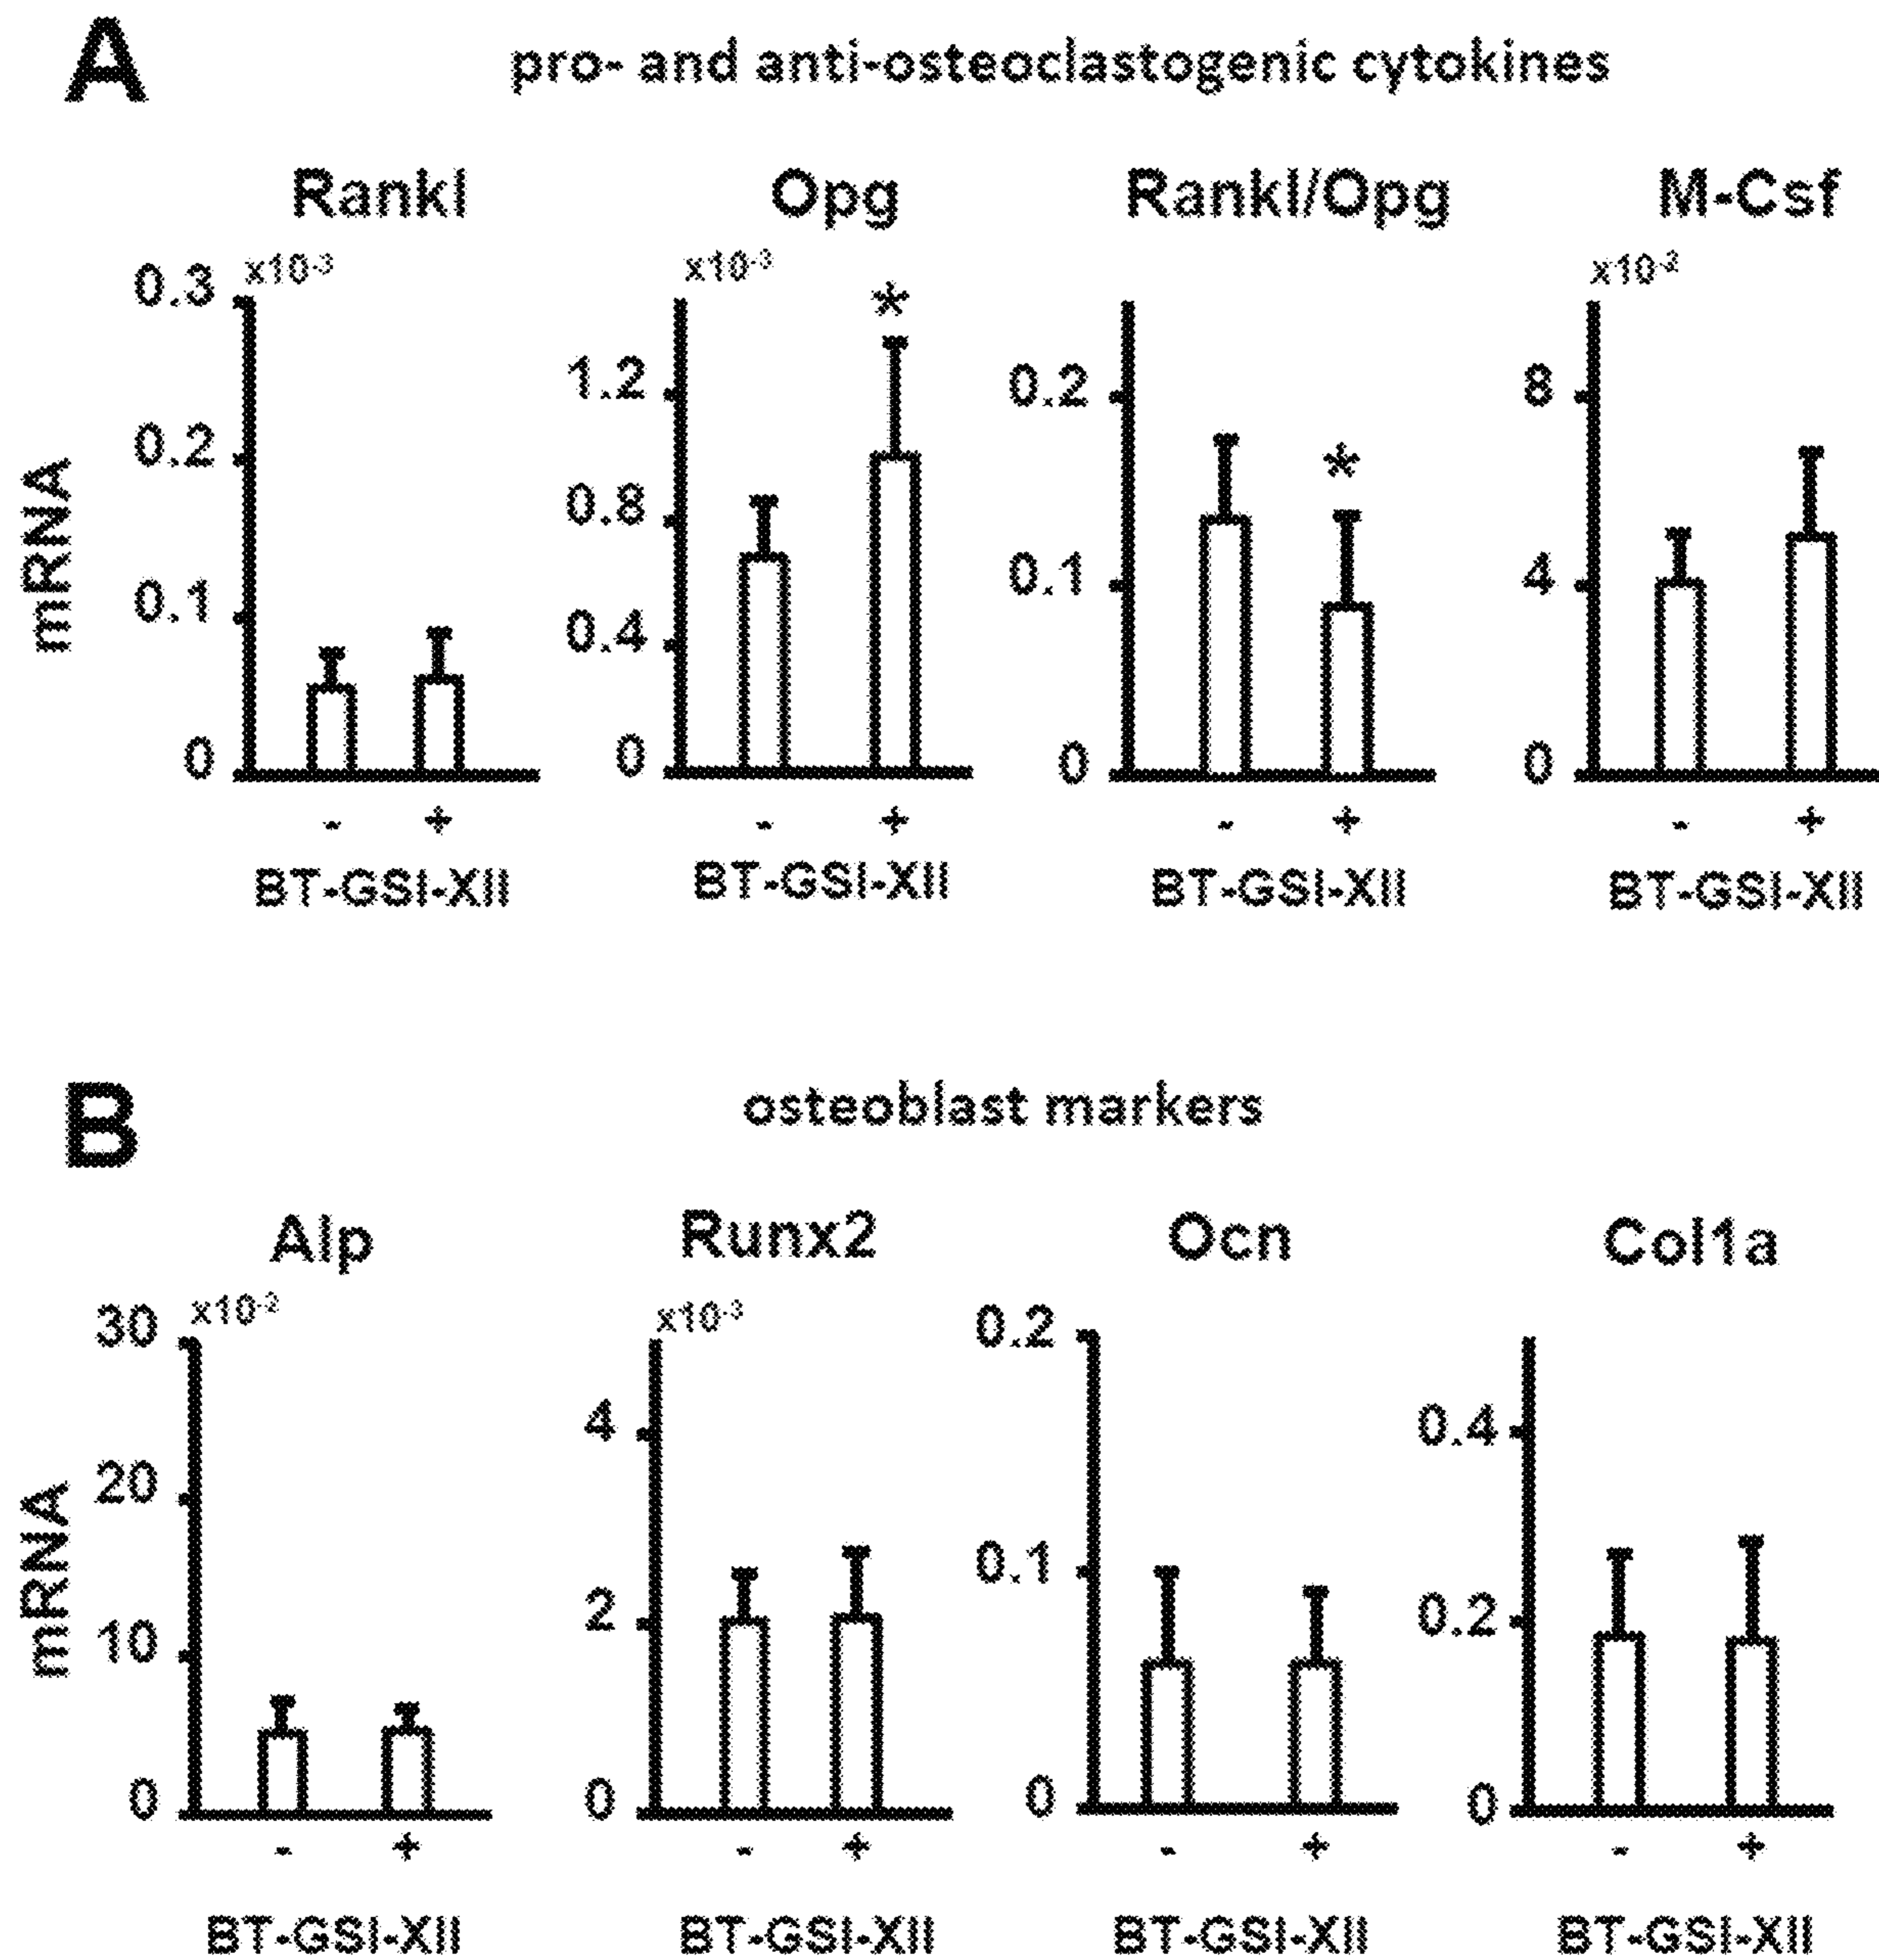 A
pro- and anti-osteoclastogenic cytokines
Rankl Opg Rankl/Opg M-Csf
x10-3 x10-3 x10-2
0.3
1.2 0.2 8
0.2
0.8
mRNA
0.1 0.1 4
0.4
0 0 0 0
- + - + - + - +
BT-GSI-XII BT-GSI-XII BT-GSI-XII BT-GSI-XII
* *
B
osteoblast markers
Alp Runx2 Ocn Col1a
x10-2 x10-3
30 0.2
4 0.4
20
0.1
mRNA
10 2 0.2
0 0 0 0
- + - + - + - +
BT-GSI-XII BT-GSI-XII BT-GSI-XII BT-GSI-XII